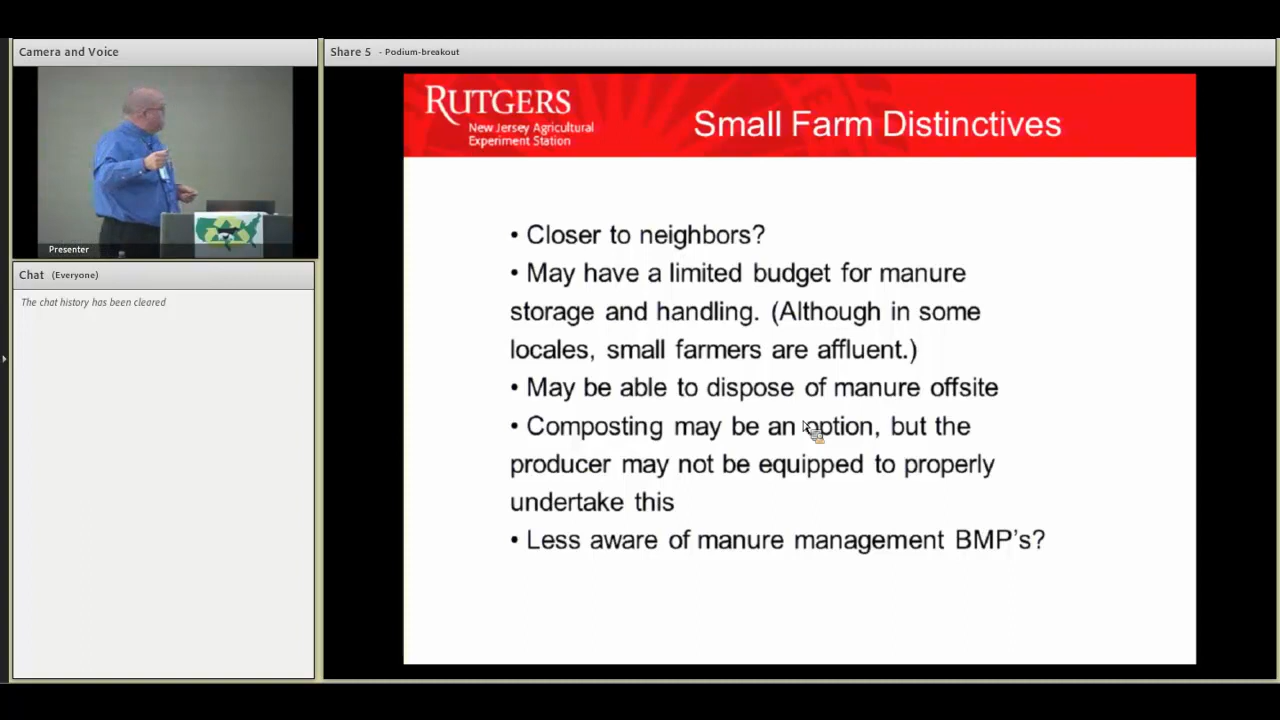 Camera and Voice
Share 5 - Podium-breakout
RUTGERS
New Jersey Agricultural
Experiment Station
Small Farm Distinctives
Presenter
Chat (Everyone)
The chat history has been cleared
• Closer to neighbors?
• May have a limited budget for manure
storage and handling. (Although in some
locales, small farmers are affluent.)
• May be able to dispose of manure offsite
• Composting may be an option, but the
producer may not be equipped to properly
undertake this
• Less aware of manure management BMP's?